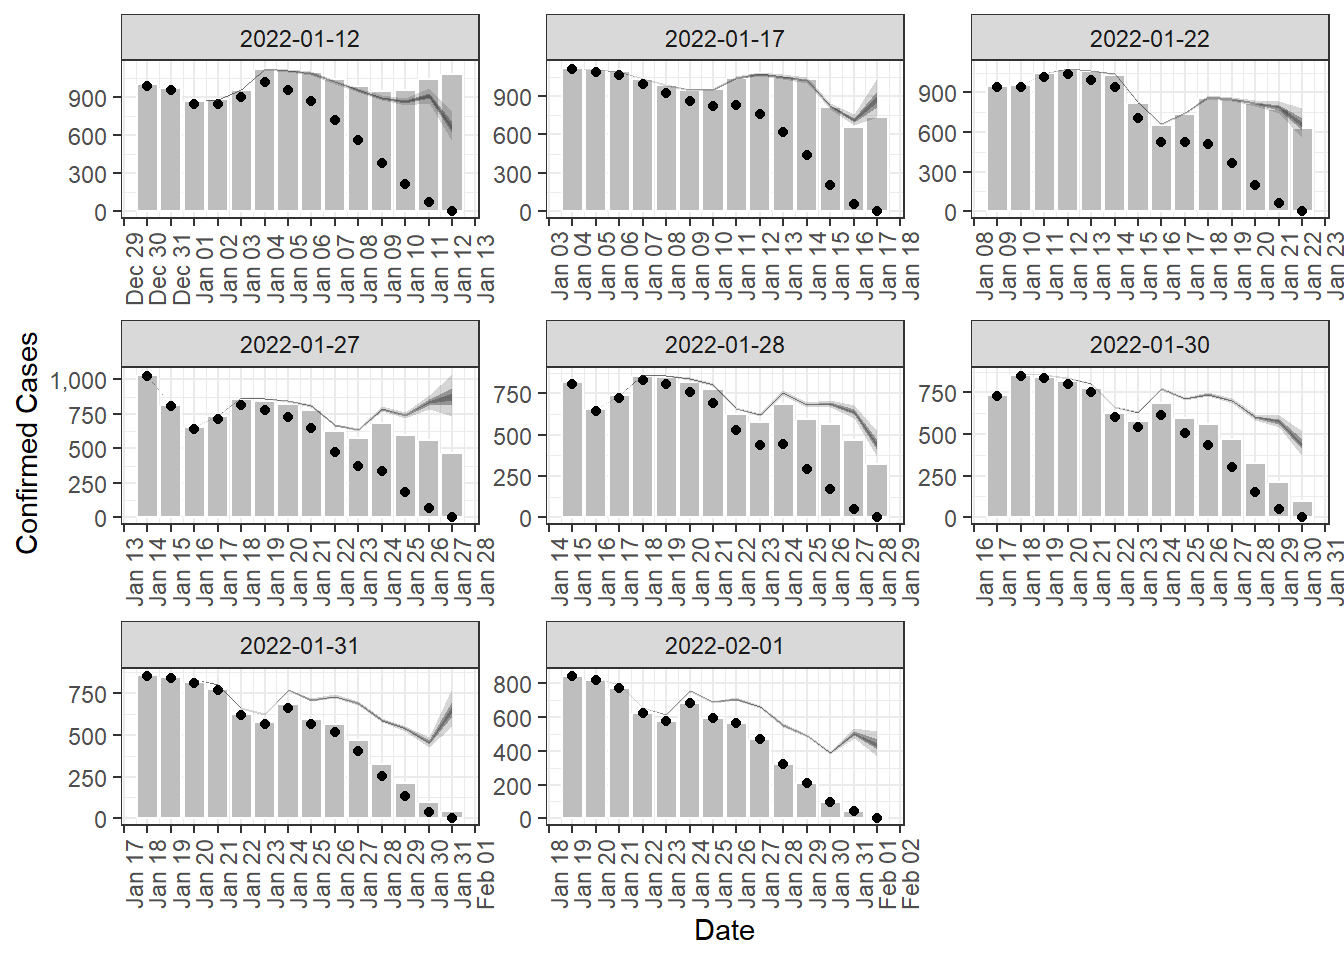 2022-01-12
2022-01-17
2022-01-22
900
600
300
0
900
600
300
0
900
600
300
0
Dec 29
Dec 30
Dec 31
Jan 01
Jan 02
Jan 03
Jan 04
Jan 05
Jan 06
Jan 07
Jan 08
Jan 09
Jan 10
Jan 11
Jan 12
Jan 13
Jan 03
Jan 04
Jan 05
Jan 06
Jan 07
Jan 08
Jan 09
Jan 10
Jan 11
Jan 12
Jan 13
Jan 14
Jan 15
Jan 16
Jan 17
Jan 18
Jan 08
Jan 09
Jan 10
Jan 11
Jan 12
Jan 13
Jan 14
Jan 15
Jan 16
Jan 17
Jan 18
Jan 19
Jan 20
Jan 21
Jan 22
Jan 23
Confirmed Cases
2022-01-27
2022-01-28
2022-01-30
1,000
750
500
250
0
750
500
250
0
750
500
250
0
Jan 13
Jan 14
Jan 15
Jan 16
Jan 17
Jan 18
Jan 19
Jan 20
Jan 21
Jan 22
Jan 23
Jan 24
Jan 25
Jan 26
Jan 27
Jan 28
Jan 14
Jan 15
Jan 16
Jan 17
Jan 18
Jan 19
Jan 20
Jan 21
Jan 22
Jan 23
Jan 24
Jan 25
Jan 26
Jan 27
Jan 28
Jan 29
Jan 16
Jan 17
Jan 18
Jan 19
Jan 20
Jan 21
Jan 22
Jan 23
Jan 24
Jan 25
Jan 26
Jan 27
Jan 28
Jan 29
Jan 30
Jan 31
2022-01-31
2022-02-01
750
500
250
0
800
600
400
200
0
Jan 17
Jan 18
Jan 19
Jan 20
Jan 21
Jan 22
Jan 23
Jan 24
Jan 25
Jan 26
Jan 27
Jan 28
Jan 29
Jan 30
Jan 31
Feb 01
Jan 18
Jan 19
Jan 20
Jan 21
Jan 22
Jan 23
Jan 24
Jan 25
Jan 26
Jan 27
Jan 28
Jan 29
Jan 30
Jan 31
Feb 01
Feb 02
Date